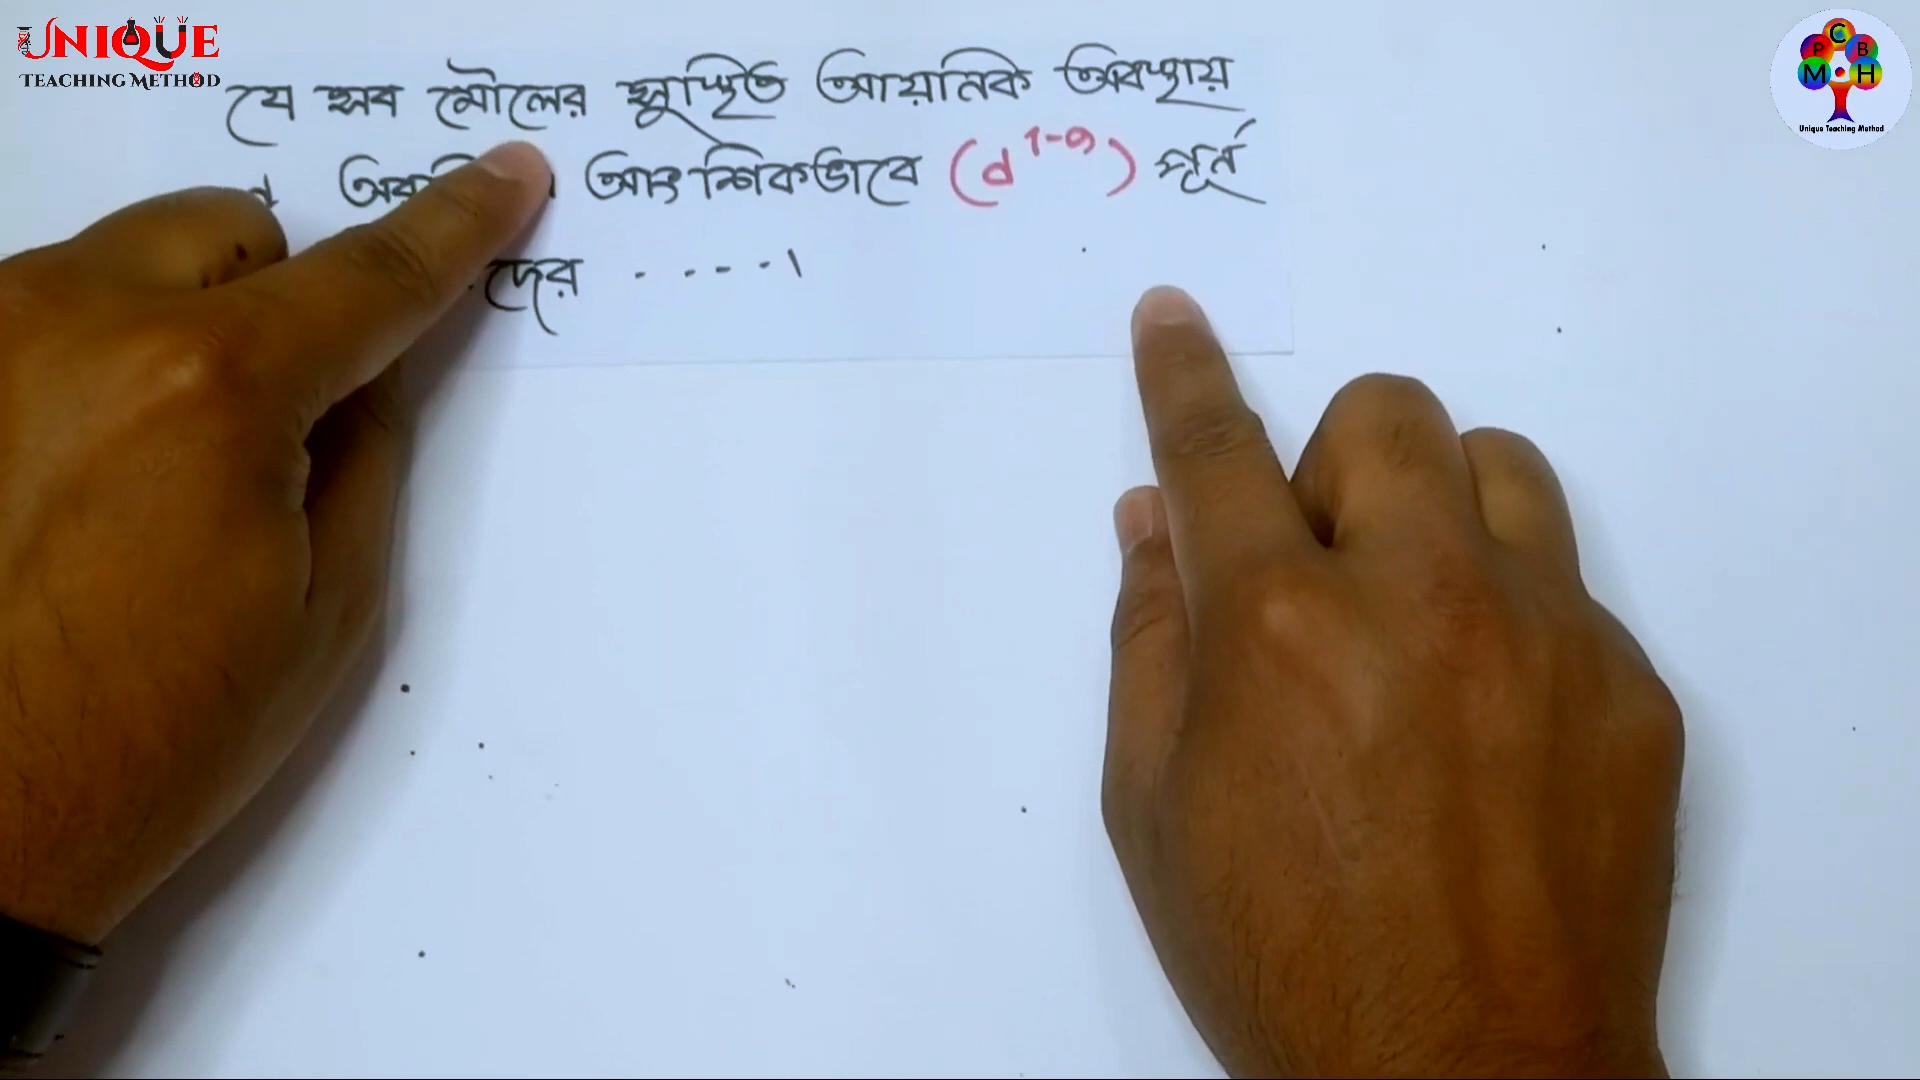 UNIQUE
TEACHING METHOD
C
P B
M H
Unique Teaching Method
যে সব মৌলের সুস্থিত আয়নিক অবস্থায়
d আংশিকভাবে (d¹⁻⁹) পূর্ন
দের - - - - ।